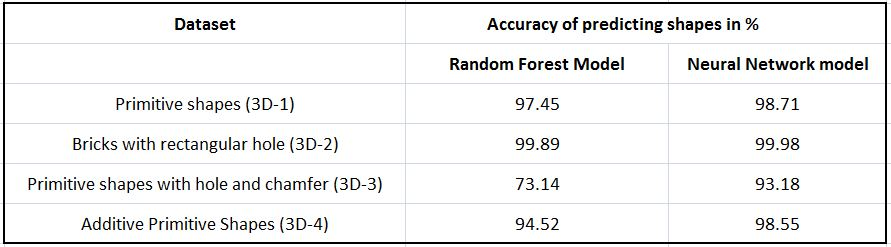 Dataset Accuracy of predicting shapes in %
Random Forest Model Neural Network model
Primitive shapes (3D-1) 97.45 98.71
Bricks with rectangular hole (3D-2) 99.89 99.98
Primitive shapes with hole and chamfer (3D-3) 73.14 93.18
Additive Primitive Shapes (3D-4) 94.52 98.55